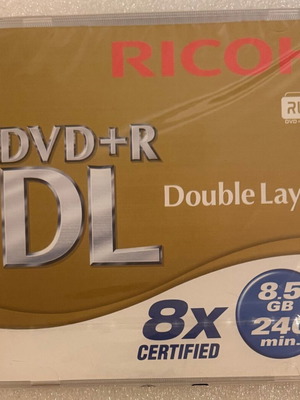 RICOH
DVD+R
DL
Double Lay
8x
CERTIFIED
8.5
GB
240
min.